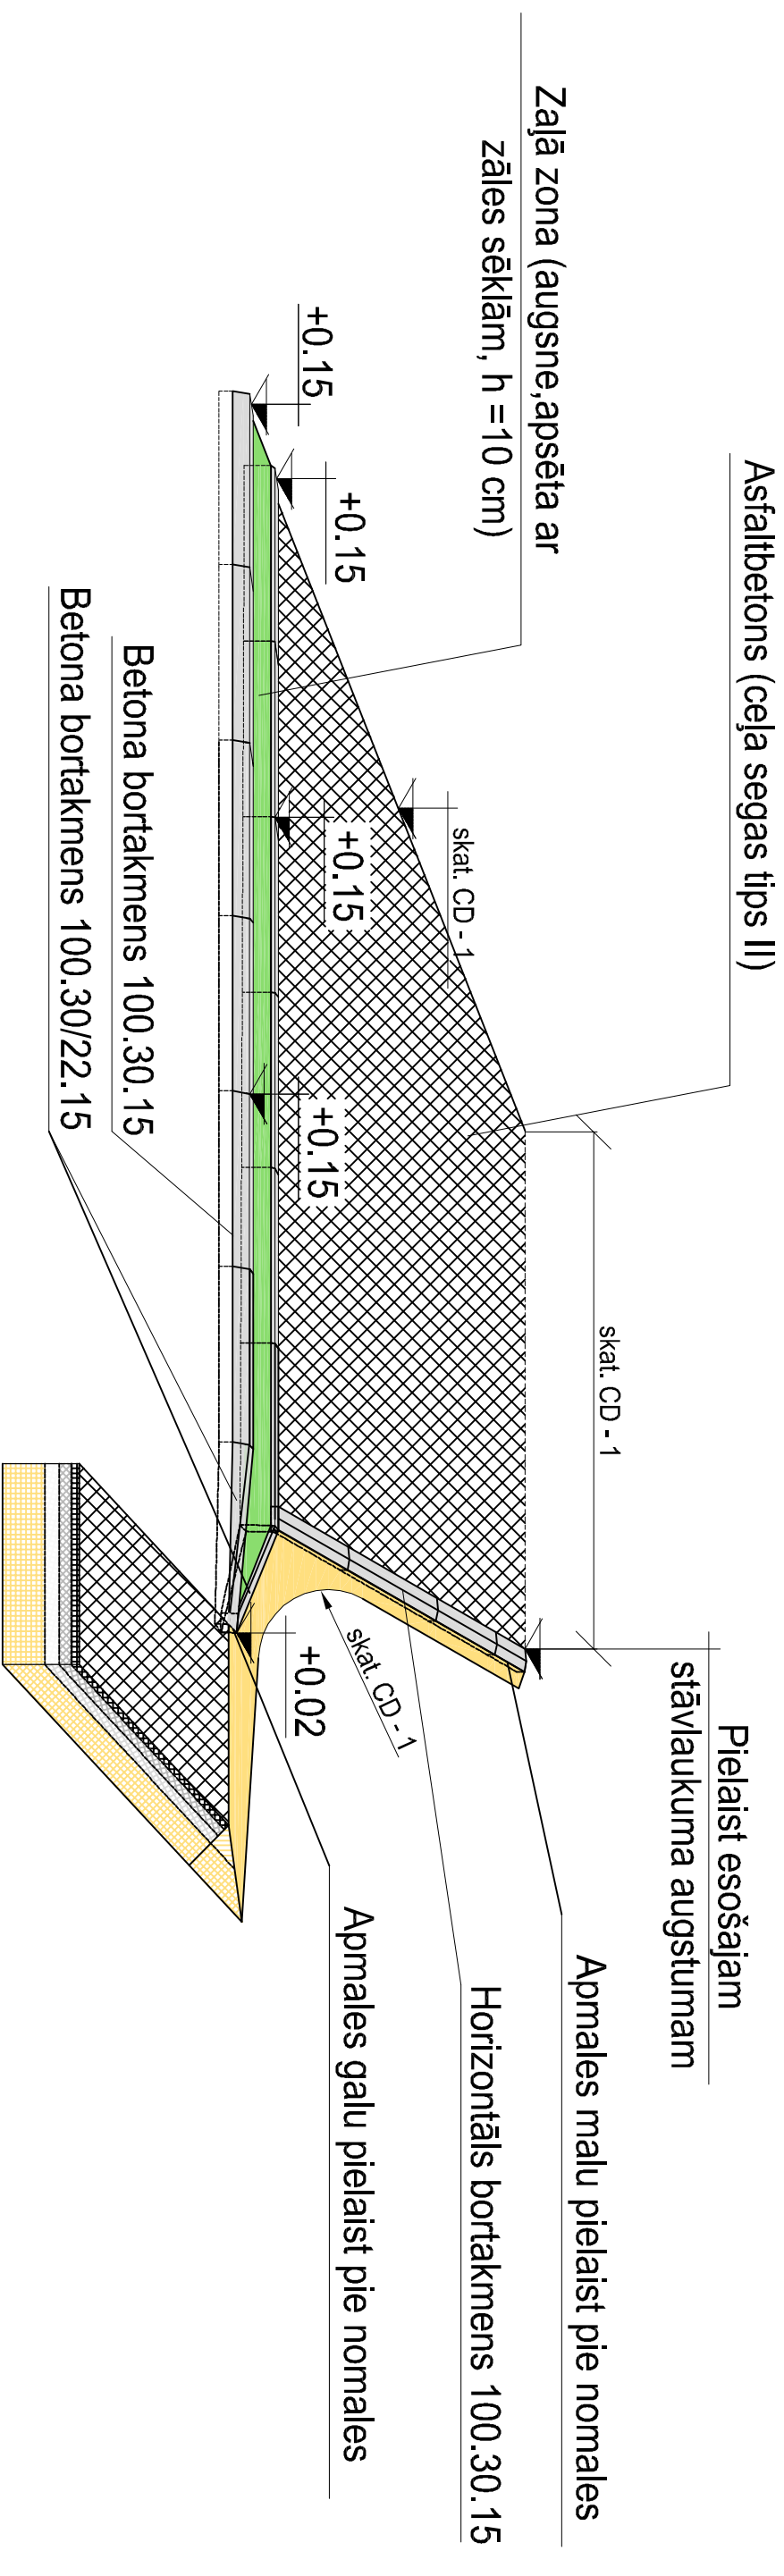 Asfaltbetons (ceļa segas tips II)
Zaļā zona (augsne,apsēta ar
zāles sēklām, h =10 cm)
+0.15
+0.15
skat. CD - 1
+0.15
+0.15
skat. CD - 1
Betona bortakmens 100.30.15
Betona bortakmens 100.30/22.15
Pielaist esošajam
stāvlaukuma augstumam
skat. CD - 1
+0.02
Apmales malu pielaist pie nomales
Horizontāls bortakmens 100.30.15
Apmales galu pielaist pie nomales